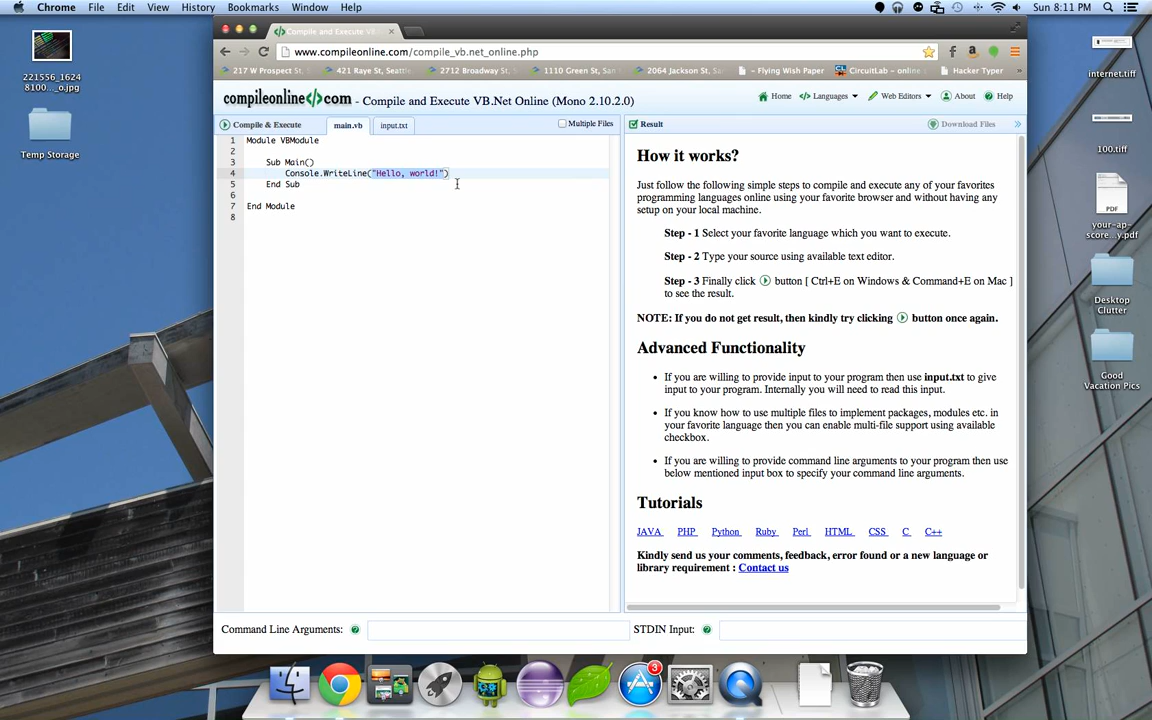 Chrome File Edit View History Bookmarks Window Help Sun 8:11 PM
Compile and Execute VB
www.compileonline.com/compile_vb.net_online.php
217 W Prospect St, 421 Raye St, Seattle 2712 Broadway St, 1110 Green St, San 2064 Jackson St, San - Flying Wish Paper CircuitLab - online Hacker Typer »
compileonline</>com - Compile and Execute VB.Net Online (Mono 2.10.2.0)
Home Languages Web Editors About Help
Compile & Execute main.vb input.txt Multiple Files
Result Download Files
1 Module VBModule
2
3 Sub Main()
4 Console.WriteLine("Hello, world!")
5 End Sub
6
7 End Module
8
How it works?
Just follow the following simple steps to compile and execute any of your favorites
programming languages online using your favorite browser and without having any
setup on your local machine.
Step - 1 Select your favorite language which you want to execute.
Step - 2 Type your source using available text editor.
Step - 3 Finally click button [ Ctrl+E on Windows & Command+E on Mac ]
to see the result.
NOTE: If you do not get result, then kindly try clicking button once again.
Advanced Functionality
• If you are willing to provide input to your program then use input.txt to give
input to your program. Internally you will need to read this input.
• If you know how to use multiple files to implement packages, modules etc. in
your favorite language then you can enable multi-file support using available
checkbox.
• If you are willing to provide command line arguments to your program then use
below mentioned input box to specify your command line arguments.
Tutorials
JAVA PHP Python Ruby Perl HTML CSS C C++
Kindly send us your comments, feedback, error found or a new language or
library requirement : Contact us
Command Line Arguments: STDIN Input:
221556_1624
8100..._o.jpg
Temp Storage
internet.tiff
100.tiff
PDF
your-ap-
score...y.pdf
Desktop
Clutter
Good
Vacation Pics
3